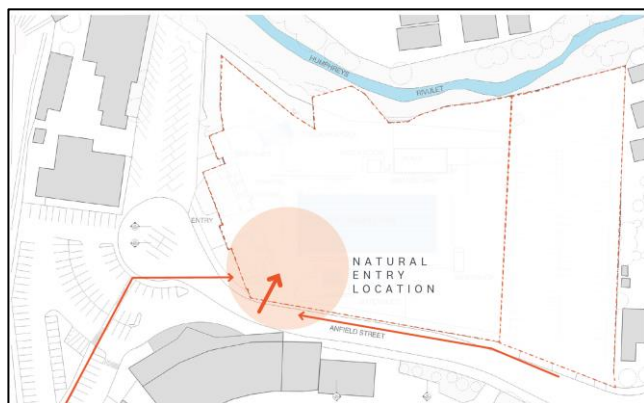 HUMPHREYS
RIVULET
ENTRY
NATURAL
ENTRY
LOCATION
ANFIELD STREET